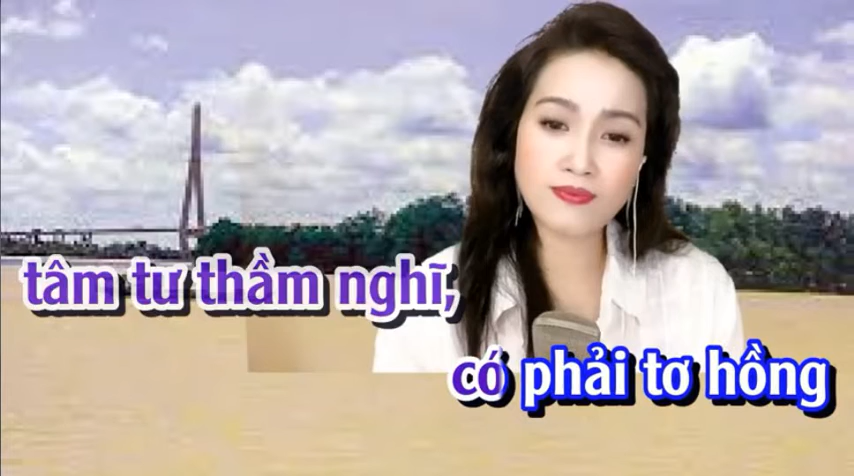 tâm tư thầm nghĩ,
có phải tơ hồng